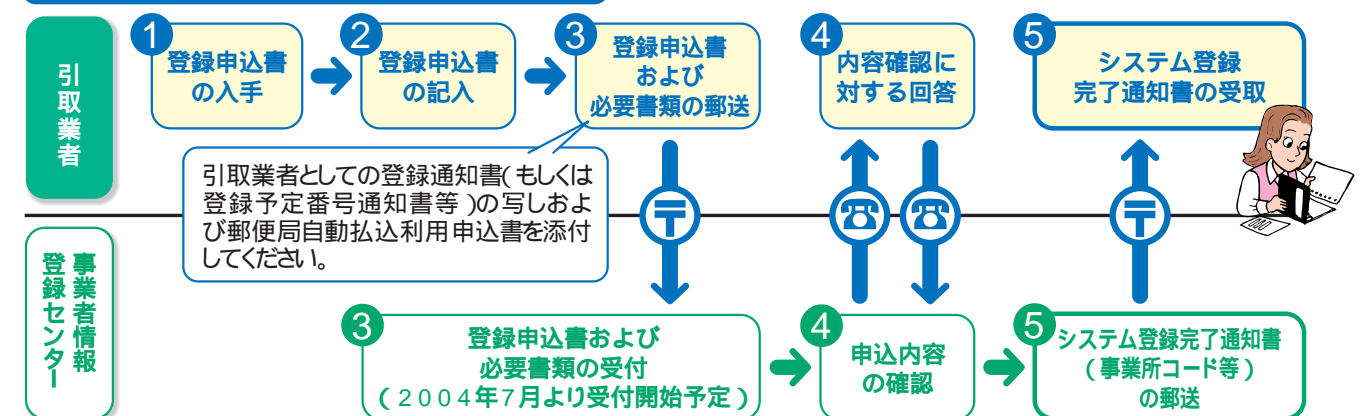 引取業者
1
登録申込書
の入手
2
登録申込書
の記入
3
登録申込書
および
必要書類の郵送
4
内容確認に
対する回答
5
システム登録
完了通知書の受取
引取業者としての登録通知書(もしくは
登録予定番号通知書等)の写しおよ
び郵便局自動払込利用申込書を添付
してください。
〒
〒
事業者情報
登録センター
3
登録申込書および
必要書類の受付
(2004年7月より受付開始予定)
4
申込内容
の確認
5
システム登録完了通知書
(事業所コード等)
の郵送